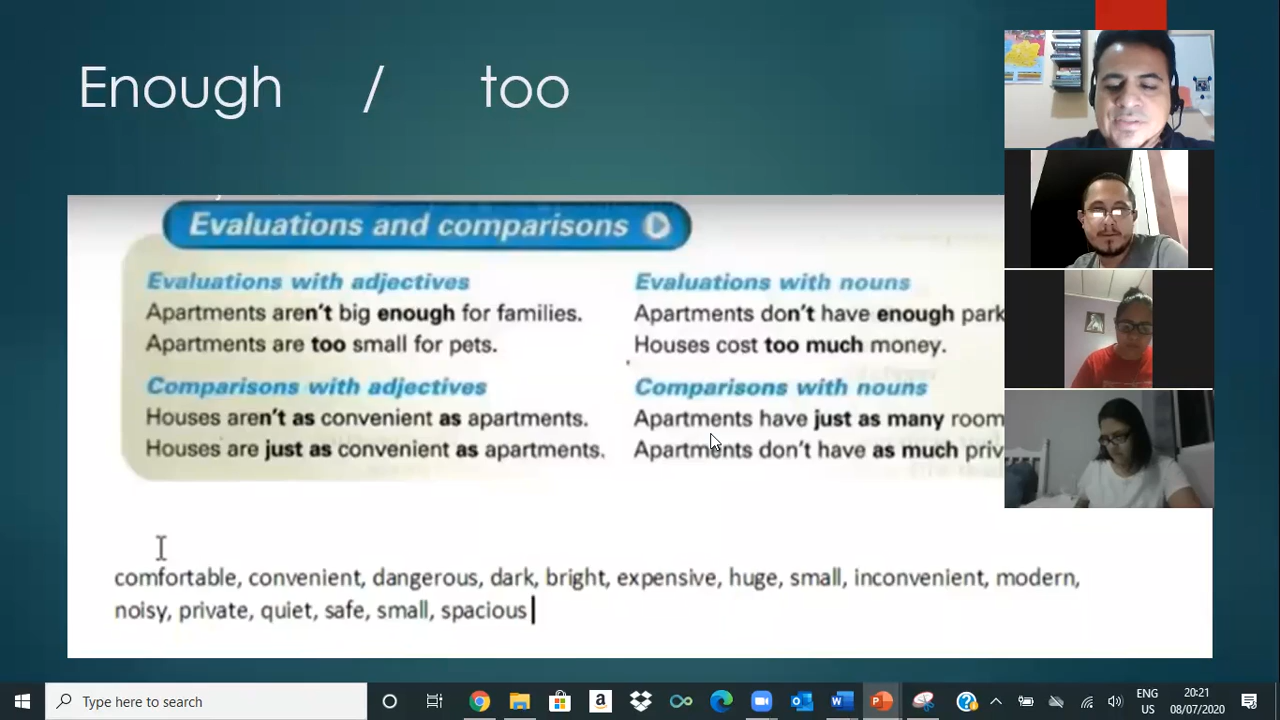 Enough / too
Evaluations and comparisons
Evaluations with adjectives
Apartments aren't big enough for families.
Apartments are too small for pets.
Comparisons with adjectives
Houses aren't as convenient as apartments.
Houses are just as convenient as apartments.
Evaluations with nouns
Apartments don't have enough park
Houses cost too much money.
Comparisons with nouns
Apartments have just as many room
Apartments don't have as much priv
comfortable, convenient, dangerous, dark, bright, expensive, huge, small, inconvenient, modern,
noisy, private, quiet, safe, small, spacious
Type here to search
ENG
US
20:21
08/07/2020